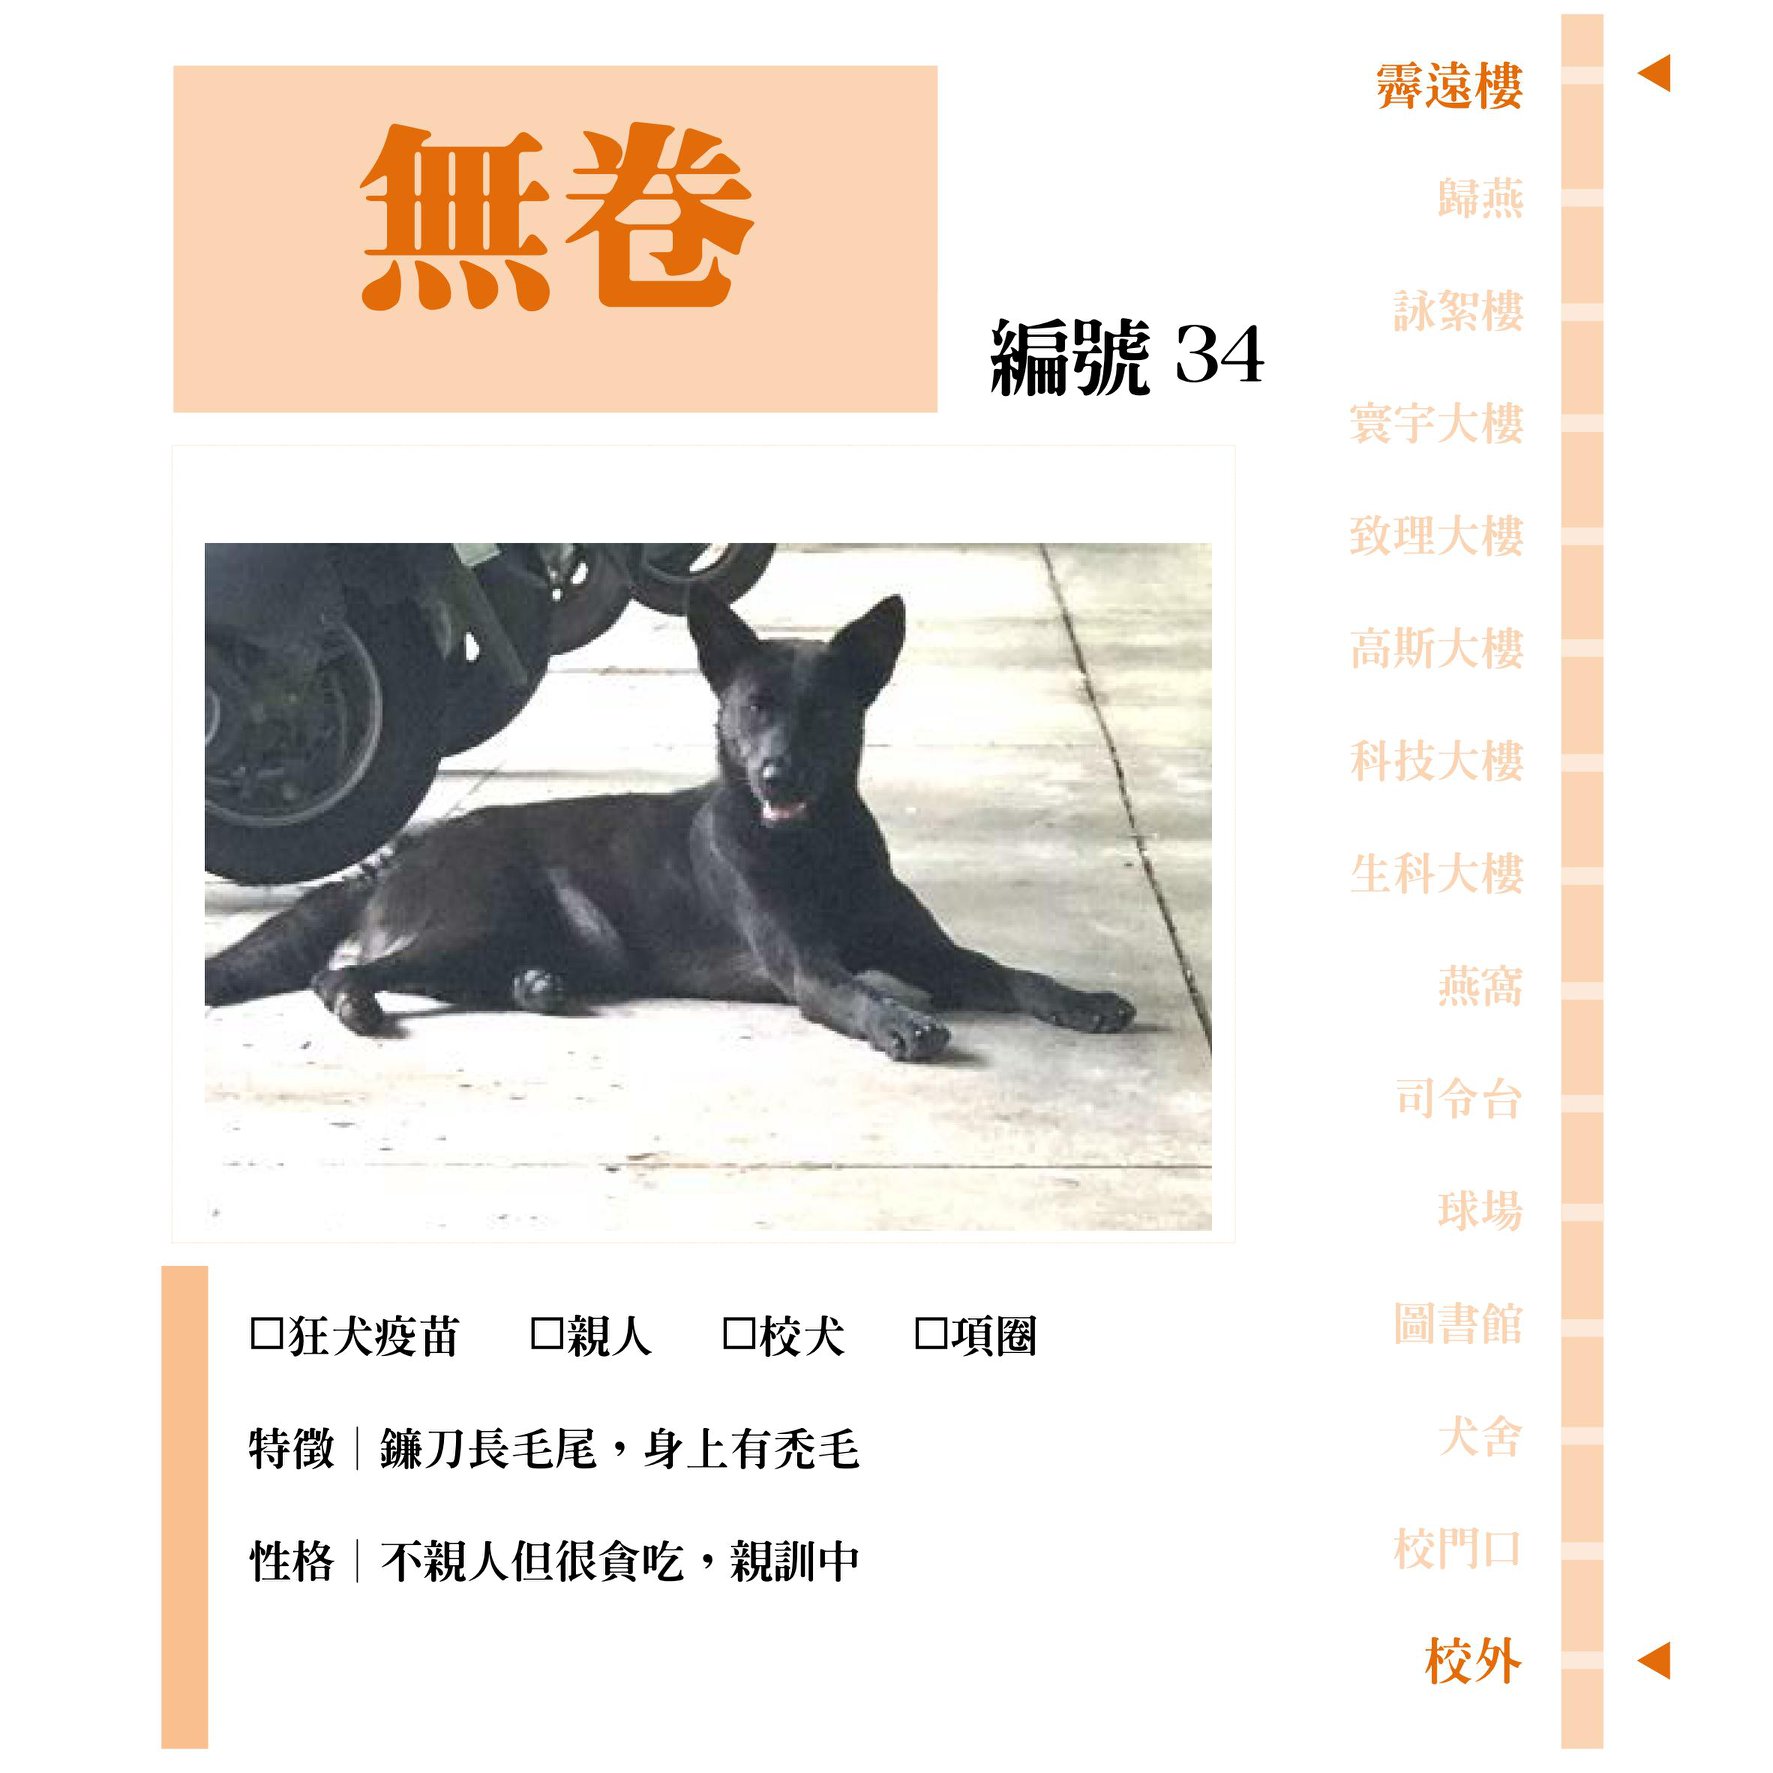 無卷
編號 34
□狂犬疫苗 □親人 □校犬 □項圈
特徵｜鐮刀長毛尾，身上有禿毛
性格｜不親人但很貪吃，親訓中
霽遠樓
歸燕
詠絮樓
寰宇大樓
致理大樓
高斯大樓
科技大樓
生科大樓
燕窩
司令台
球場
圖書館
犬舍
校門口
校外